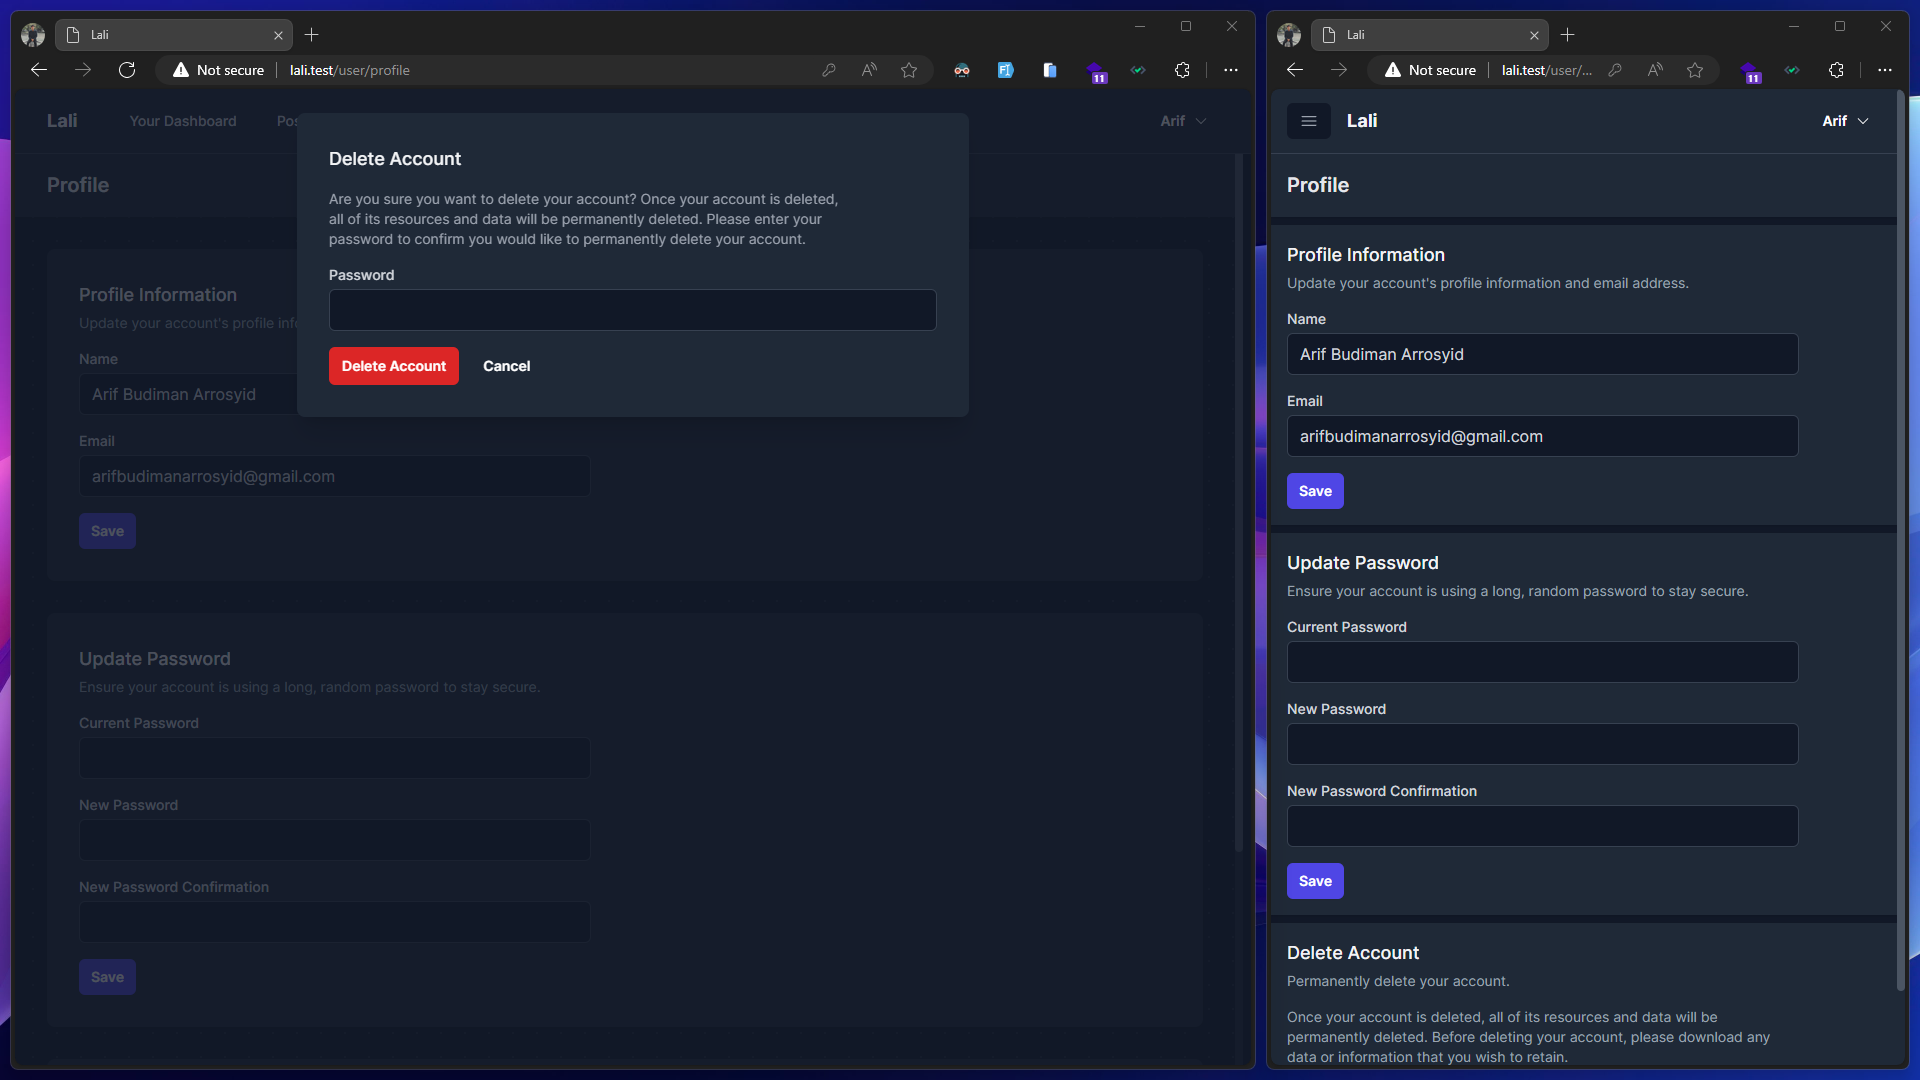 Lali
Not secure
lali.test/user/profile
11
Lali
Your Dashboard
Pos
Arif
Profile
Delete Account
Are you sure you want to delete your account? Once your account is deleted,
all of its resources and data will be permanently deleted. Please enter your
password to confirm you would like to permanently delete your account.
Password
Delete Account
Cancel
Profile Information
Update your account's profile info
Name
Arif Budiman Arrosyid
Email
arifbudimanarrosyid@gmail.com
Save
Update Password
Ensure your account is using a long, random password to stay secure.
Current Password
New Password
New Password Confirmation
Save
Lali
Not secure
lali.test/user/...
11
Lali
Arif
Profile
Profile Information
Update your account's profile information and email address.
Name
Arif Budiman Arrosyid
Email
arifbudimanarrosyid@gmail.com
Save
Update Password
Ensure your account is using a long, random password to stay secure.
Current Password
New Password
New Password Confirmation
Save
Delete Account
Permanently delete your account.
Once your account is deleted, all of its resources and data will be
permanently deleted. Before deleting your account, please download any
data or information that you wish to retain.